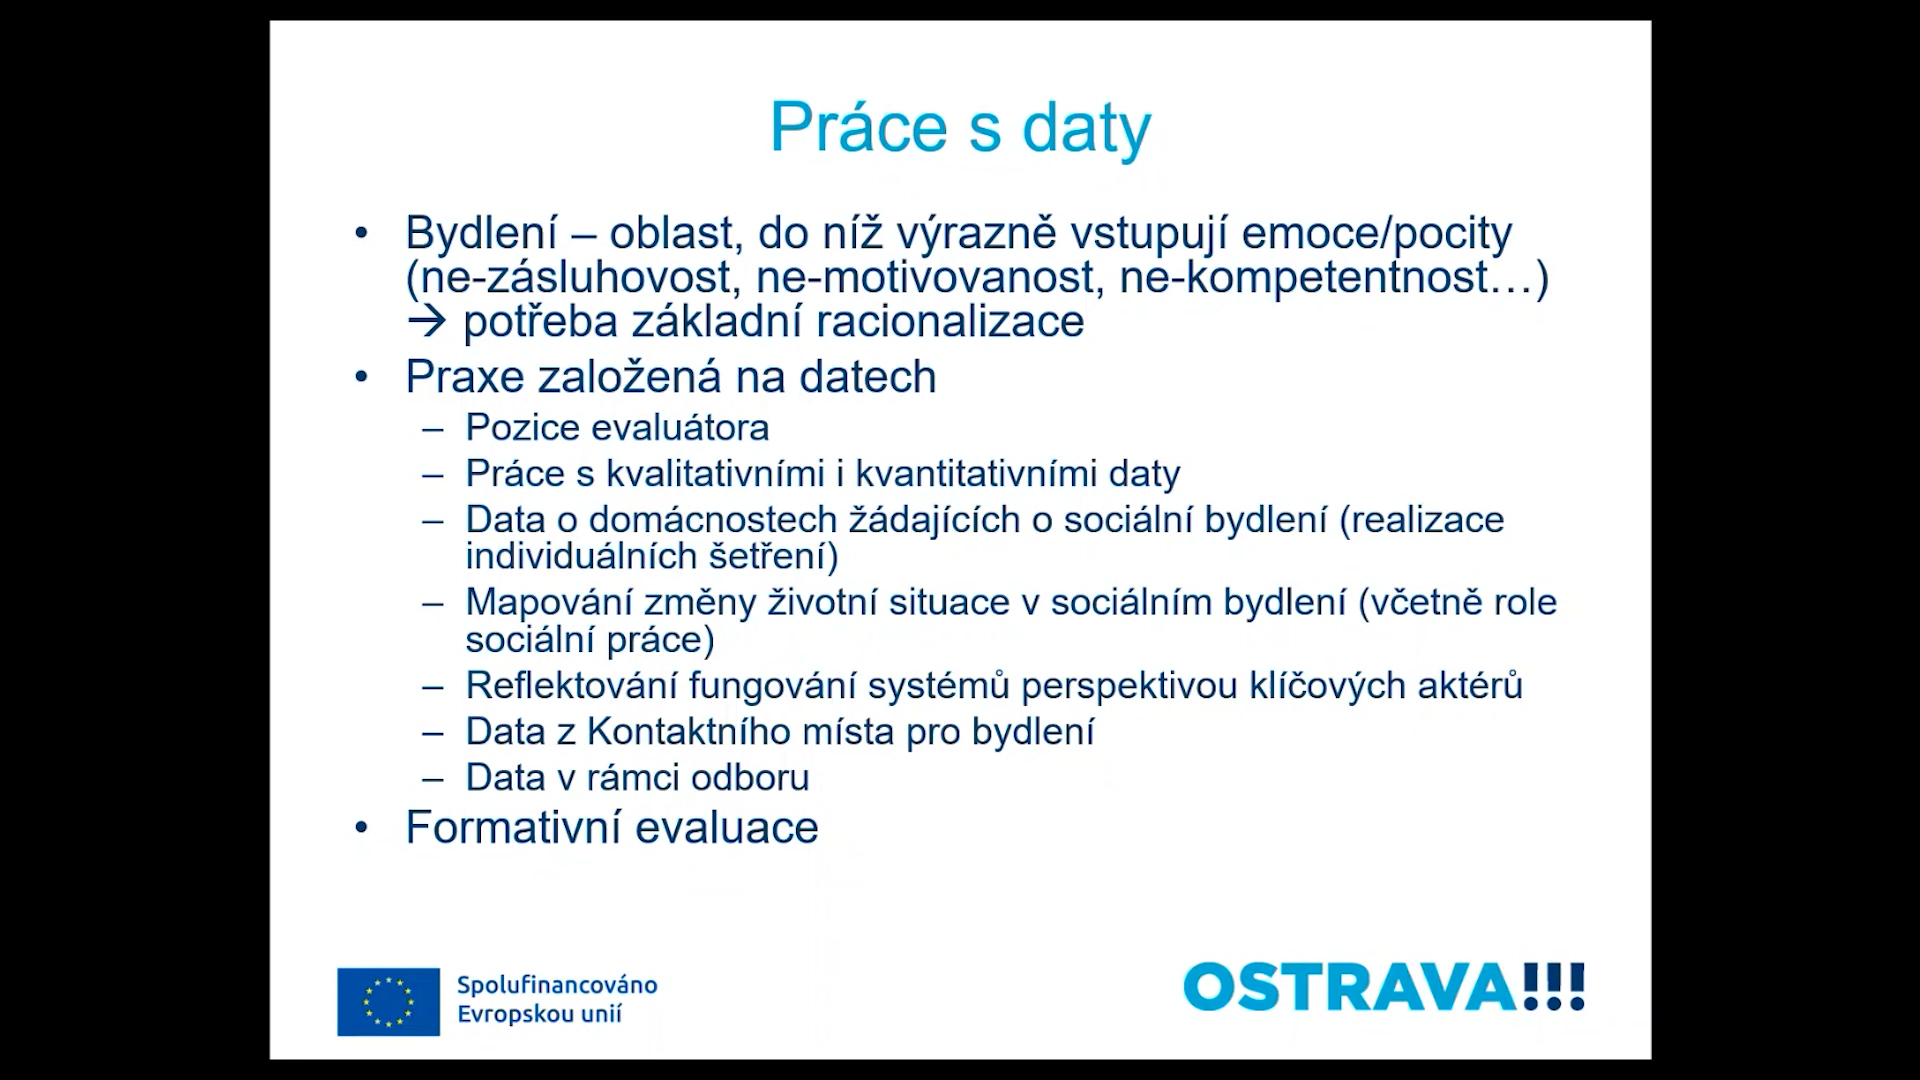 Práce s daty
• Bydlení – oblast, do níž výrazně vstupují emoce/pocity
(ne-zásluhovost, ne-motivovanost, ne-kompetentnost…)
→ potřeba základní racionalizace
• Praxe založená na datech
– Pozice evaluátora
– Práce s kvalitativními i kvantitativními daty
– Data o domácnostech žádajících o sociální bydlení (realizace
individuálních šetření)
– Mapování změny životní situace v sociálním bydlení (včetně role
sociální práce)
– Reflektování fungování systémů perspektivou klíčových aktérů
– Data z Kontaktního místa pro bydlení
– Data v rámci odboru
• Formativní evaluace
Spolufinancováno
Evropskou unií
OSTRAVA!!!